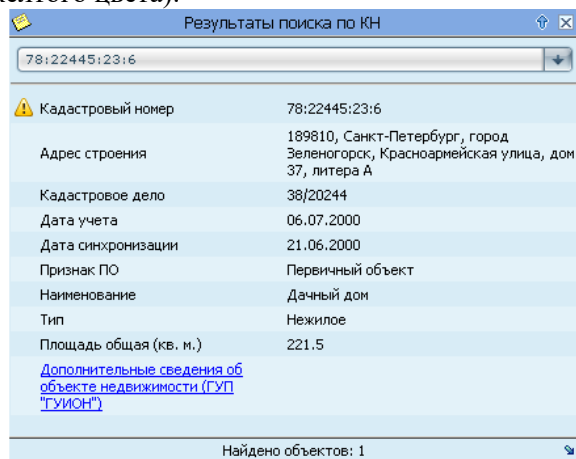 желтого цвета).
Результаты поиска по КН
78:22445:23:6
Кадастровый номер 78:22445:23:6
Адрес строения 189810, Санкт-Петербург, город
Зеленогорск, Красноармейская улица, дом
37, литера А
Кадастровое дело 38/20244
Дата учета 06.07.2000
Дата синхронизации 21.06.2000
Признак ПО Первичный объект
Наименование Дачный дом
Тип Нежилое
Площадь общая (кв. м.) 221.5
Дополнительные сведения об
объекте недвижимости (ГУП
"ГУИОН")
Найдено объектов: 1